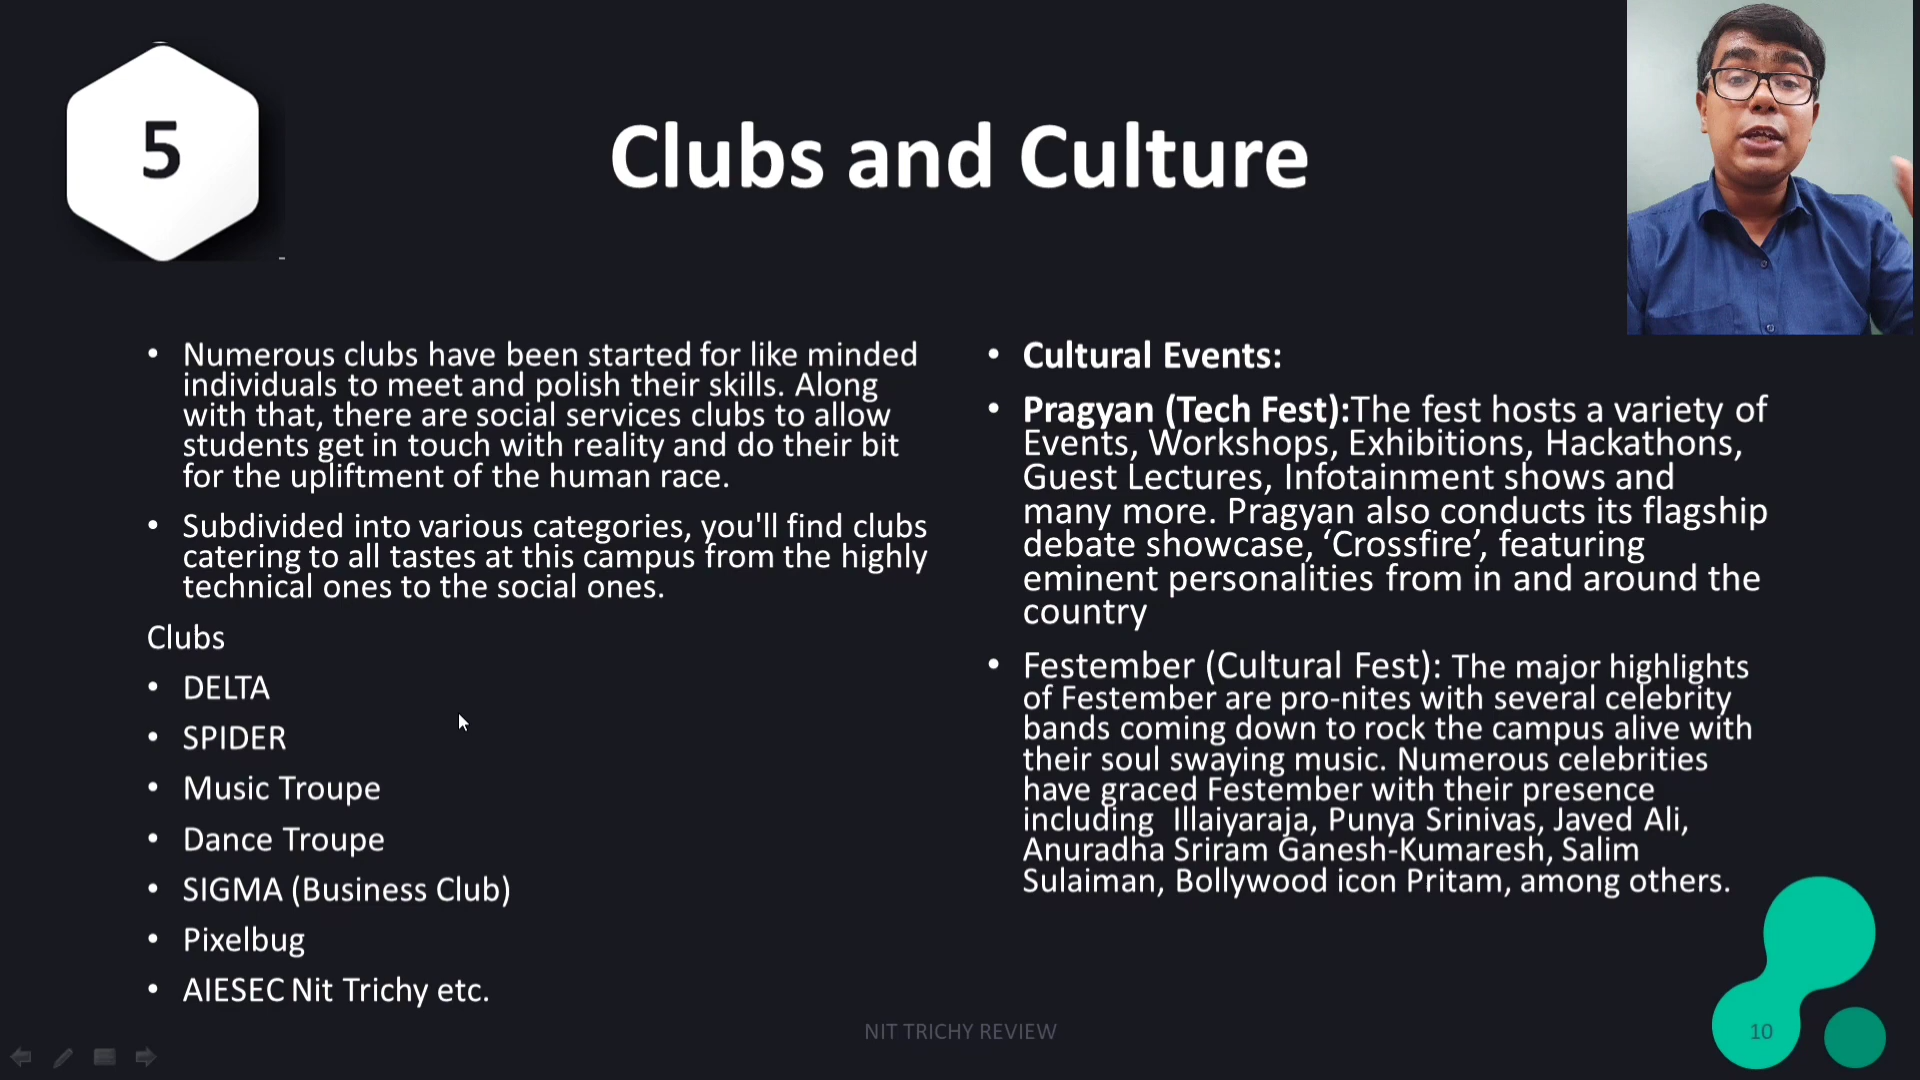 5
Clubs and Culture
• Numerous clubs have been started for like minded
individuals to meet and polish their skills. Along
with that, there are social services clubs to allow
students get in touch with reality and do their bit
for the upliftment of the human race.
• Subdivided into various categories, you'll find clubs
catering to all tastes at this campus from the highly
technical ones to the social ones.
Clubs
• DELTA
• SPIDER
• Music Troupe
• Dance Troupe
• SIGMA (Business Club)
• Pixelbug
• AIESEC Nit Trichy etc.
• Cultural Events:
• Pragyan (Tech Fest):The fest hosts a variety of
Events, Workshops, Exhibitions, Hackathons,
Guest Lectures, Infotainment shows and
many more. Pragyan also conducts its flagship
debate showcase, ‘Crossfire’, featuring
eminent personalities from in and around the
country
• Festember (Cultural Fest): The major highlights
of Festember are pro-nites with several celebrity
bands coming down to rock the campus alive with
their soul swaying music. Numerous celebrities
have graced Festember with their presence
including Illaiyaraja, Punya Srinivas, Javed Ali,
Anuradha Sriram Ganesh-Kumaresh, Salim
Sulaiman, Bollywood icon Pritam, among others.
NIT TRICHY REVIEW
10